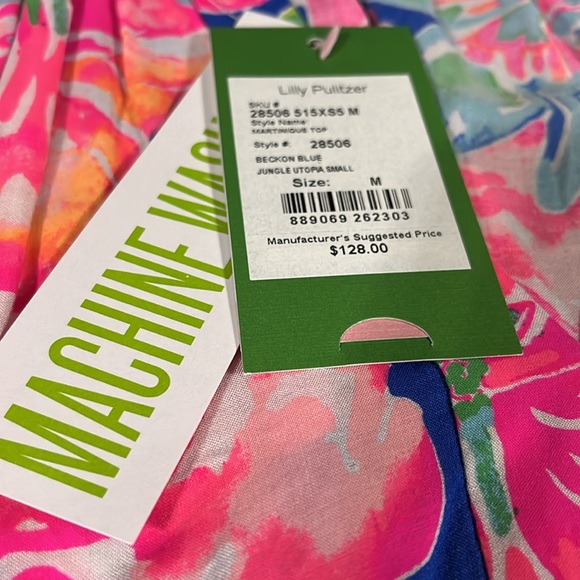 Lilly Pulitzer
SKU #
28506 515XS5 M
Style Name:
MARTINIQUE TOP
Style #: 28506
BECKON BLUE
JUNGLE UTOPIA SMALL
Size: M
889069 262303
Manufacturer's Suggested Price
$128.00
MACHINE WASH